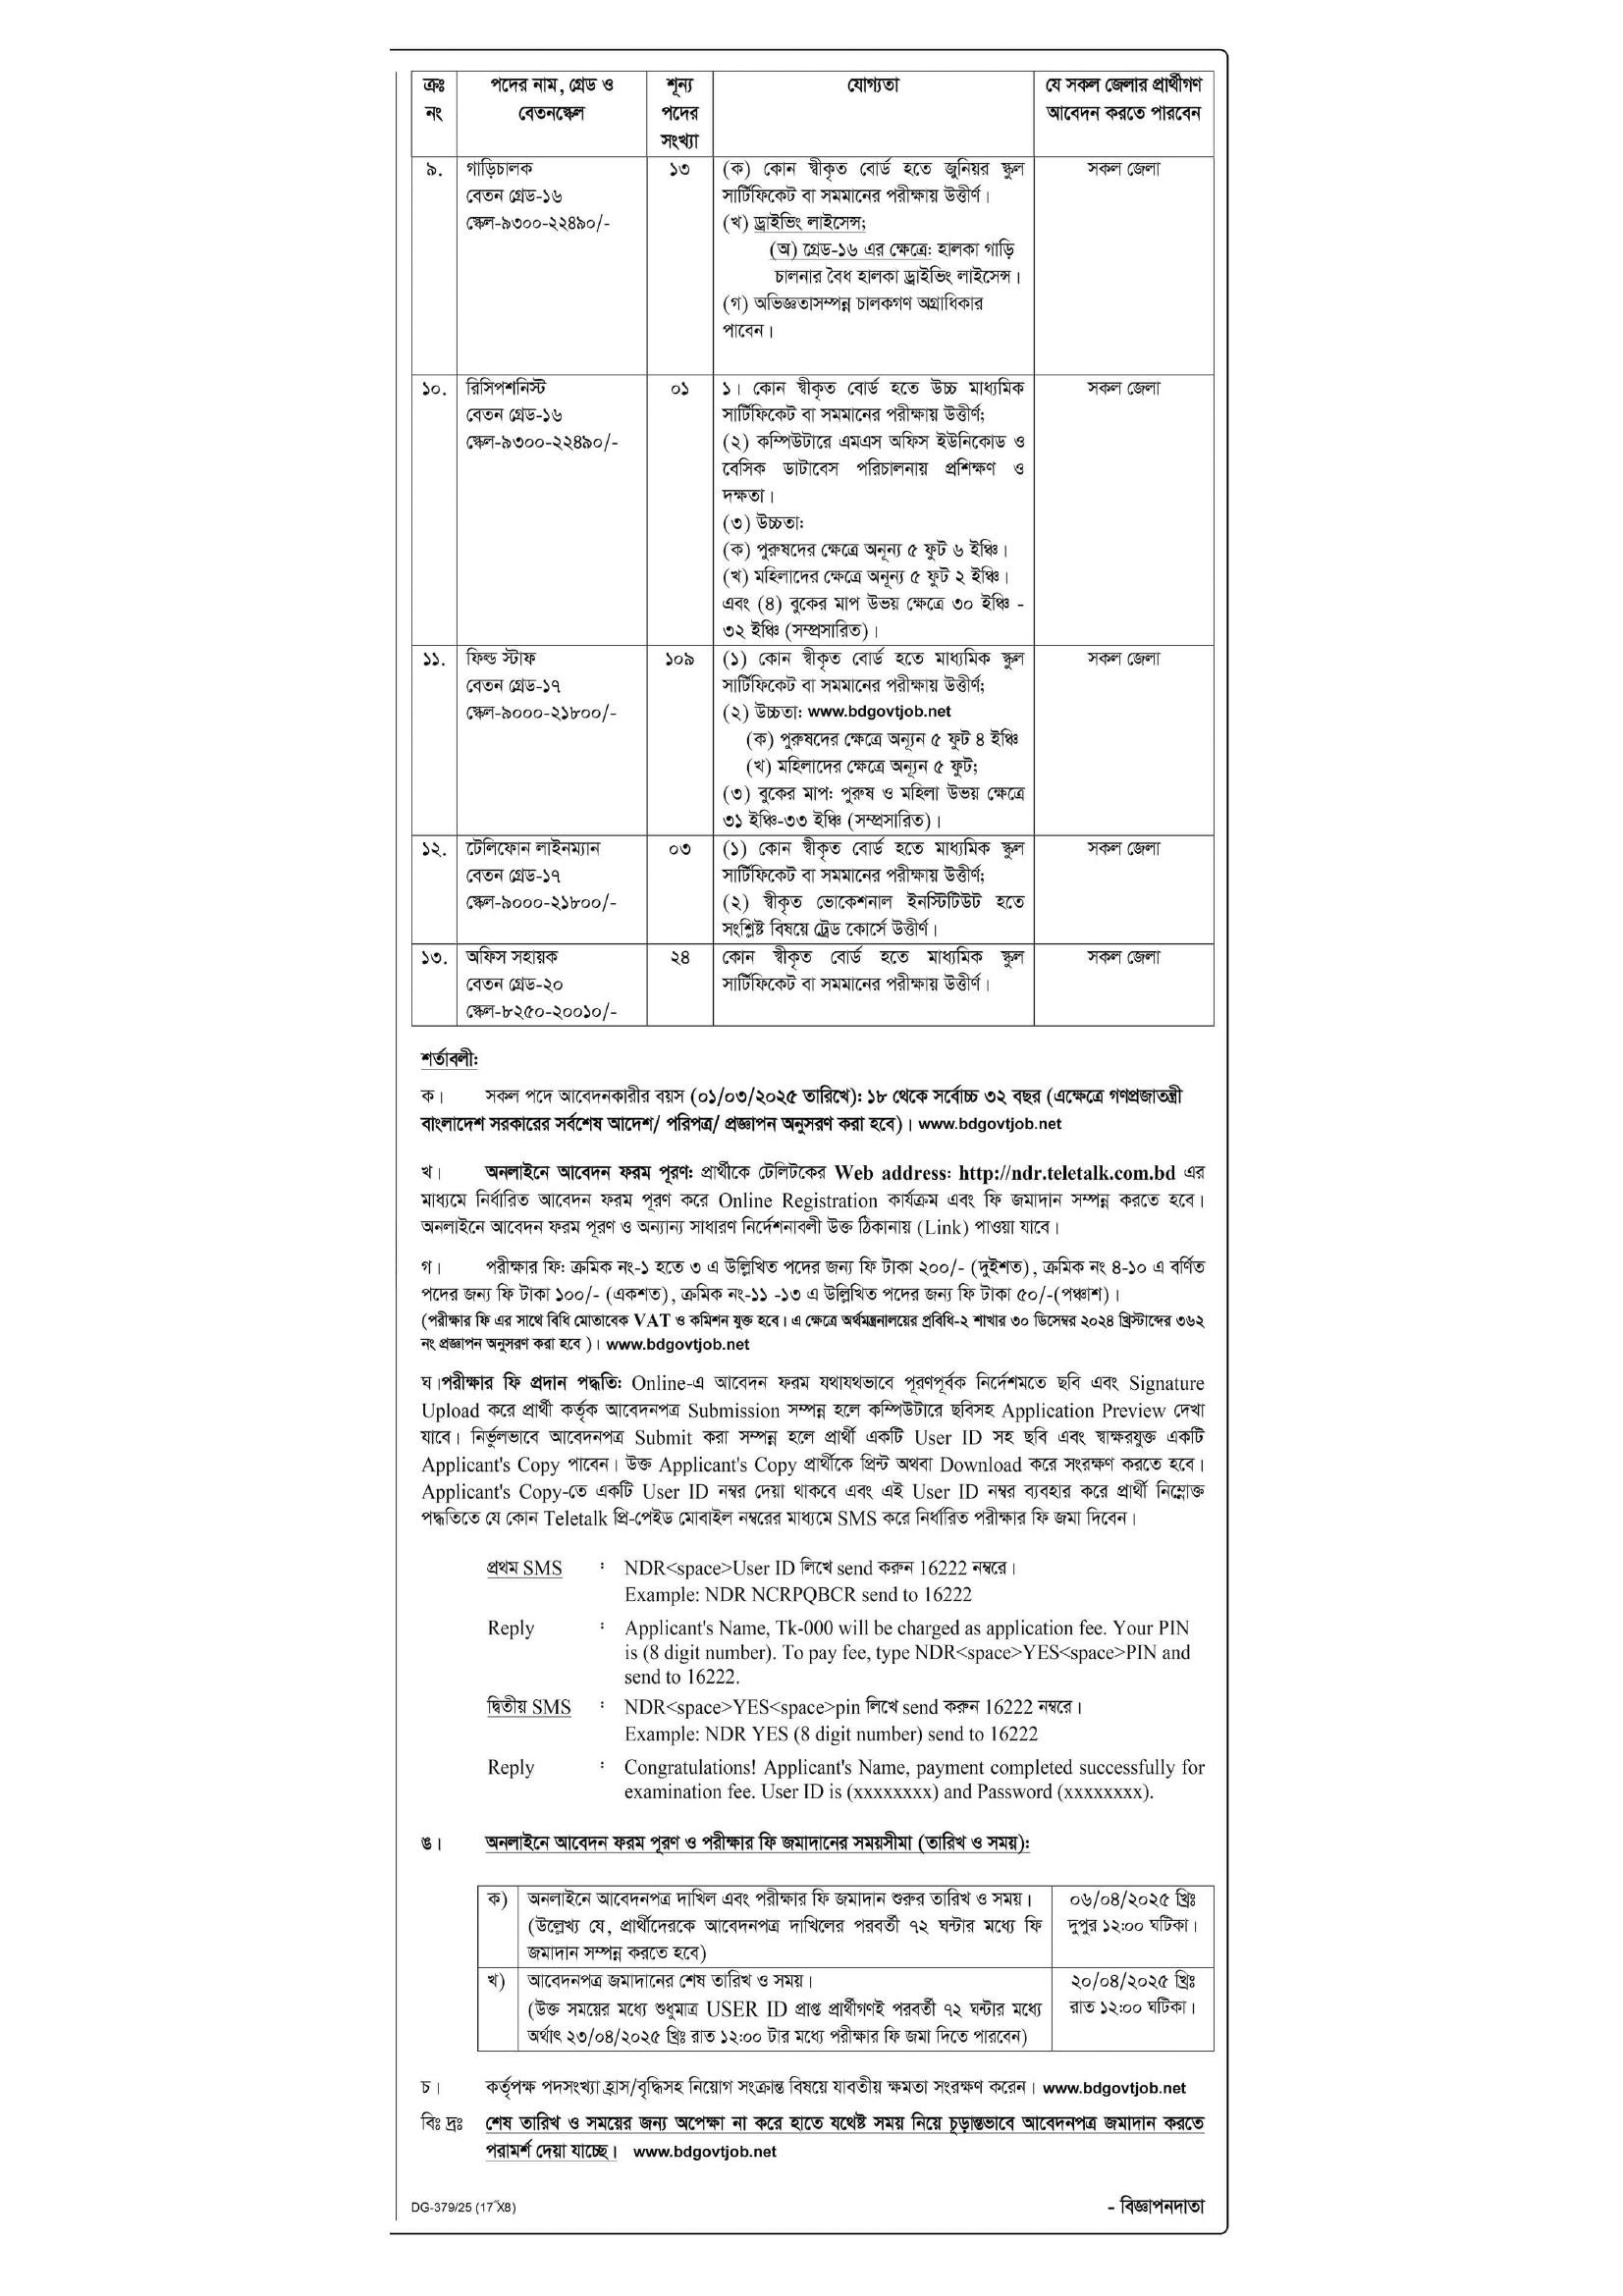 ক্রঃ নং
পদের নাম, গ্রেড ও বেতনস্কেল
শূন্য পদের সংখ্যা
যোগ্যতা
যে সকল জেলার প্রার্থীগণ আবেদন করতে পারবেন
৯.
গাড়িচালক
বেতন গ্রেড-১৬
স্কেল-৯৩০০-২২৪৯০/-
১৩
(ক) কোন স্বীকৃত বোর্ড হতে জুনিয়র স্কুল
সার্টিফিকেট বা সমমানের পরীক্ষায় উত্তীর্ণ।
(খ) ড্রাইভিং লাইসেন্স;
(অ) গ্রেড-১৬ এর ক্ষেত্রে: হালকা গাড়ি
চালনার বৈধ হালকা ড্রাইভিং লাইসেন্স।
(গ) অভিজ্ঞতাসম্পন্ন চালকগণ অগ্রাধিকার
পাবেন।
সকল জেলা
১০.
রিসিপশনিস্ট
বেতন গ্রেড-১৬
স্কেল-৯৩০০-২২৪৯০/-
০১
১। কোন স্বীকৃত বোর্ড হতে উচ্চ মাধ্যমিক
সার্টিফিকেট বা সমমানের পরীক্ষায় উত্তীর্ণ;
(২) কম্পিউটারে এমএস অফিস ইউনিকোড ও
বেসিক ডাটাবেস পরিচালনায় প্রশিক্ষণ ও
দক্ষতা।
(৩) উচ্চতা:
(ক) পুরুষদের ক্ষেত্রে অনূন্য ৫ ফুট ৬ ইঞ্চি।
(খ) মহিলাদের ক্ষেত্রে অনূন্য ৫ ফুট ২ ইঞ্চি।
এবং (৪) বুকের মাপ উভয় ক্ষেত্রে ৩০ ইঞ্চি -
৩২ ইঞ্চি (সম্প্রসারিত)।
সকল জেলা
১১.
ফিল্ড স্টাফ
বেতন গ্রেড-১৭
স্কেল-৯০০০-২১৮০০/-
১০৯
(১) কোন স্বীকৃত বোর্ড হতে মাধ্যমিক স্কুল
সার্টিফিকেট বা সমমানের পরীক্ষায় উত্তীর্ণ;
(২) উচ্চতা: www.bdgovtjob.net
(ক) পুরুষদের ক্ষেত্রে অন্যূন ৫ ফুট ৪ ইঞ্চি
(খ) মহিলাদের ক্ষেত্রে অন্যূন ৫ ফুট;
(৩) বুকের মাপ: পুরুষ ও মহিলা উভয় ক্ষেত্রে
৩১ ইঞ্চি-৩৩ ইঞ্চি (সম্প্রসারিত)।
সকল জেলা
১২.
টেলিফোন লাইনম্যান
বেতন গ্রেড-১৭
স্কেল-৯০০০-২১৮০০/-
০৩
(১) কোন স্বীকৃত বোর্ড হতে মাধ্যমিক স্কুল
সার্টিফিকেট বা সমমানের পরীক্ষায় উত্তীর্ণ;
(২) স্বীকৃত ভোকেশনাল ইনস্টিটিউট হতে
সংশ্লিষ্ট বিষয়ে ট্রেড কোর্সে উত্তীর্ণ।
সকল জেলা
১৩.
অফিস সহায়ক
বেতন গ্রেড-২০
স্কেল-৮২৫০-২০০১০/-
২৪
কোন স্বীকৃত বোর্ড হতে মাধ্যমিক স্কুল
সার্টিফিকেট বা সমমানের পরীক্ষায় উত্তীর্ণ।
সকল জেলা
শর্তাবলী:
ক। সকল পদে আবেদনকারীর বয়স (০১/০৩/২০২৫ তারিখে): ১৮ থেকে সর্বোচ্চ ৩২ বছর (এক্ষেত্রে গণপ্রজাতন্ত্রী
বাংলাদেশ সরকারের সর্বশেষ আদেশ/ পরিপত্র/ প্রজ্ঞাপন অনুসরণ করা হবে)। www.bdgovtjob.net
খ। অনলাইনে আবেদন ফরম পূরণ: প্রার্থীকে টেলিটকের Web address: http://ndr.teletalk.com.bd এর
মাধ্যমে নির্ধারিত আবেদন ফরম পূরণ করে Online Registration কার্যক্রম এবং ফি জমাদান সম্পন্ন করতে হবে।
অনলাইনে আবেদন ফরম পূরণ ও অন্যান্য সাধারণ নির্দেশনাবলী উক্ত ঠিকানায় (Link) পাওয়া যাবে।
গ। পরীক্ষার ফি: ক্রমিক নং-১ হতে ৩ এ উল্লিখিত পদের জন্য ফি টাকা ২০০/- (দুইশত), ক্রমিক নং ৪-১০ এ বর্ণিত
পদের জন্য ফি টাকা ১০০/- (একশত), ক্রমিক নং-১১ -১৩ এ উল্লিখিত পদের জন্য ফি টাকা ৫০/-(পঞ্চাশ)।
(পরীক্ষার ফি এর সাথে বিধি মোতাবেক VAT ও কমিশন যুক্ত হবে। এ ক্ষেত্রে অর্থমন্ত্রনালয়ের প্রবিধি-২ শাখার ৩০ ডিসেম্বর ২০২৪ খ্রিস্টাব্দের ৩৬২
নং প্রজ্ঞাপন অনুসরণ করা হবে )। www.bdgovtjob.net
ঘ।পরীক্ষার ফি প্রদান পদ্ধতি: Online-এ আবেদন ফরম যথাযথভাবে পূরণপূর্বক নির্দেশমতে ছবি এবং Signature
Upload করে প্রার্থী কর্তৃক আবেদনপত্র Submission সম্পন্ন হলে কম্পিউটারে ছবিসহ Application Preview দেখা
যাবে। নির্ভুলভাবে আবেদনপত্র Submit করা সম্পন্ন হলে প্রার্থী একটি User ID সহ ছবি এবং স্বাক্ষরযুক্ত একটি
Applicant's Copy পাবেন। উক্ত Applicant's Copy প্রার্থীকে প্রিন্ট অথবা Download করে সংরক্ষণ করতে হবে।
Applicant's Copy-তে একটি User ID নম্বর দেয়া থাকবে এবং এই User ID নম্বর ব্যবহার করে প্রার্থী নিম্নোক্ত
পদ্ধতিতে যে কোন Teletalk প্রি-পেইড মোবাইল নম্বরের মাধ্যমে SMS করে নির্ধারিত পরীক্ষার ফি জমা দিবেন।
প্রথম SMS : NDR<space>User ID লিখে send করুন 16222 নম্বরে।
Example: NDR NCRPQBCR send to 16222
Reply : Applicant's Name, Tk-000 will be charged as application fee. Your PIN
is (8 digit number). To pay fee, type NDR<space>YES<space>PIN and
send to 16222.
দ্বিতীয় SMS : NDR<space>YES<space>pin লিখে send করুন 16222 নম্বরে।
Example: NDR YES (8 digit number) send to 16222
Reply : Congratulations! Applicant's Name, payment completed successfully for
examination fee. User ID is (xxxxxxxx) and Password (xxxxxxxx).
ঙ। অনলাইনে আবেদন ফরম পূরণ ও পরীক্ষার ফি জমাদানের সময়সীমা (তারিখ ও সময়):
ক)
অনলাইনে আবেদনপত্র দাখিল এবং পরীক্ষার ফি জমাদান শুরুর তারিখ ও সময়।
(উল্লেখ্য যে, প্রার্থীদেরকে আবেদনপত্র দাখিলের পরবর্তী ৭২ ঘন্টার মধ্যে ফি
জমাদান সম্পন্ন করতে হবে)
০৬/০৪/২০২৫ খ্রিঃ
দুপুর ১২:০০ ঘটিকা।
খ)
আবেদনপত্র জমাদানের শেষ তারিখ ও সময়।
(উক্ত সময়ের মধ্যে শুধুমাত্র USER ID প্রাপ্ত প্রার্থীগণই পরবর্তী ৭২ ঘন্টার মধ্যে
অর্থাৎ ২৩/০৪/২০২৫ খ্রিঃ রাত ১২:০০ টার মধ্যে পরীক্ষার ফি জমা দিতে পারবেন)
২০/০৪/২০২৫ খ্রিঃ
রাত ১২:০০ ঘটিকা।
চ। কর্তৃপক্ষ পদসংখ্যা হ্রাস/বৃদ্ধিসহ নিয়োগ সংক্রান্ত বিষয়ে যাবতীয় ক্ষমতা সংরক্ষণ করেন। www.bdgovtjob.net
বিঃ দ্রঃ শেষ তারিখ ও সময়ের জন্য অপেক্ষা না করে হাতে যথেষ্ট সময় নিয়ে চূড়ান্তভাবে আবেদনপত্র জমাদান করতে
পরামর্শ দেয়া যাচ্ছে। www.bdgovtjob.net
DG-379/25 (17˝X8)
- বিজ্ঞাপনদাতা